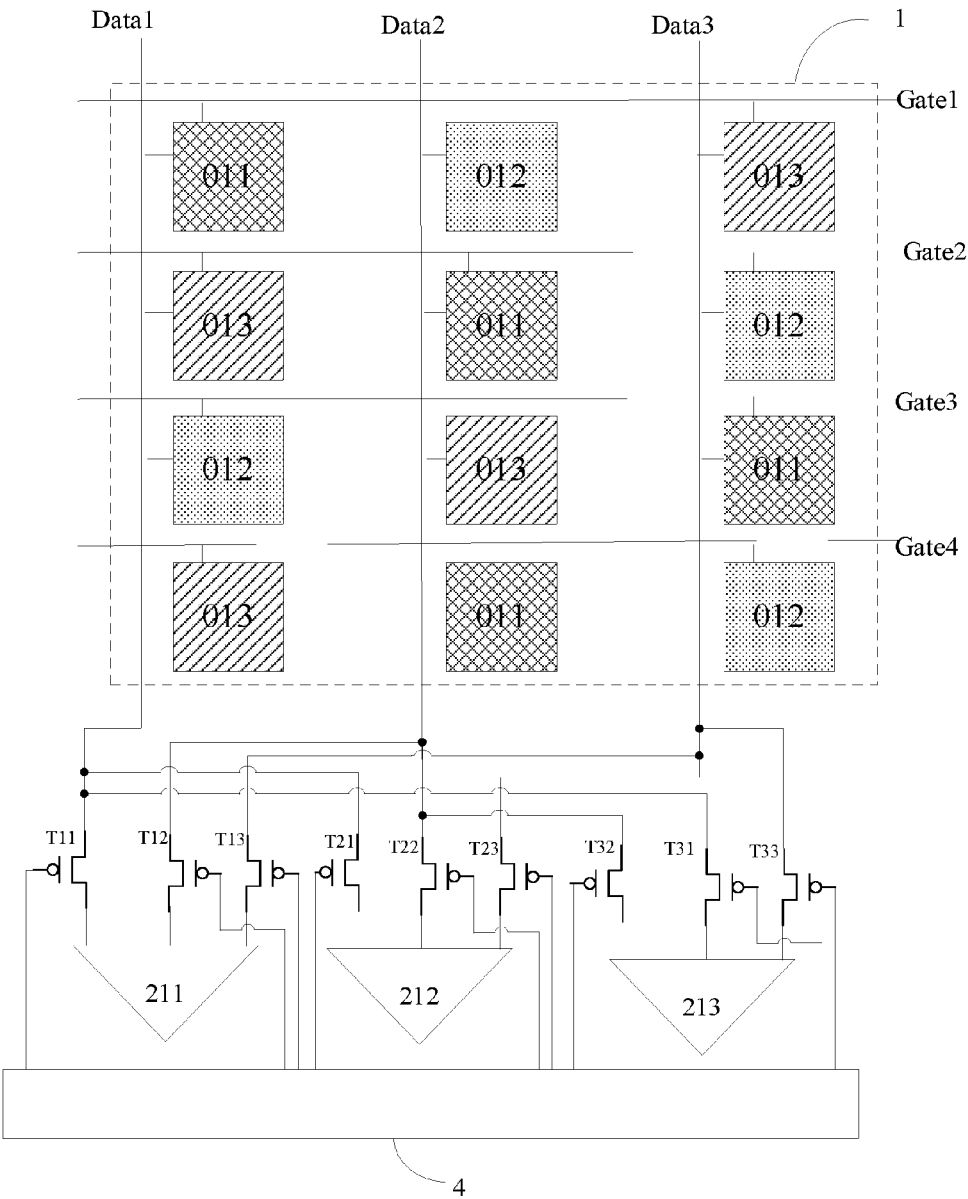 Data1 Data2 Data3 1
Gate1
011 012 013
Gate2
013 011 012
Gate3
012 013 011
Gate4
013 011 012
T11 T12 T13 T21 T22 T23 T32 T31 T33
211 212 213
4